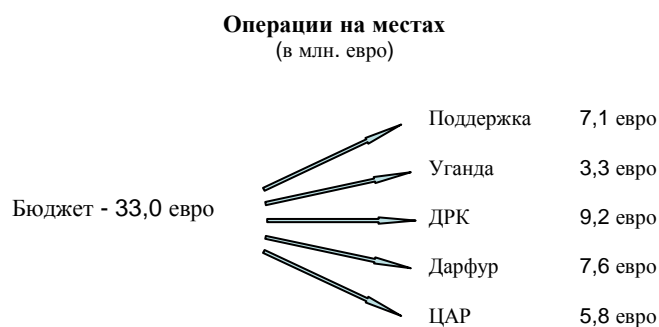 Операции на местах
(в млн. евро)
Поддержка 7,1 евро
Уганда 3,3 евро
Бюджет - 33,0 евро
ДРК 9,2 евро
Дарфур 7,6 евро
ЦАР 5,8 евро